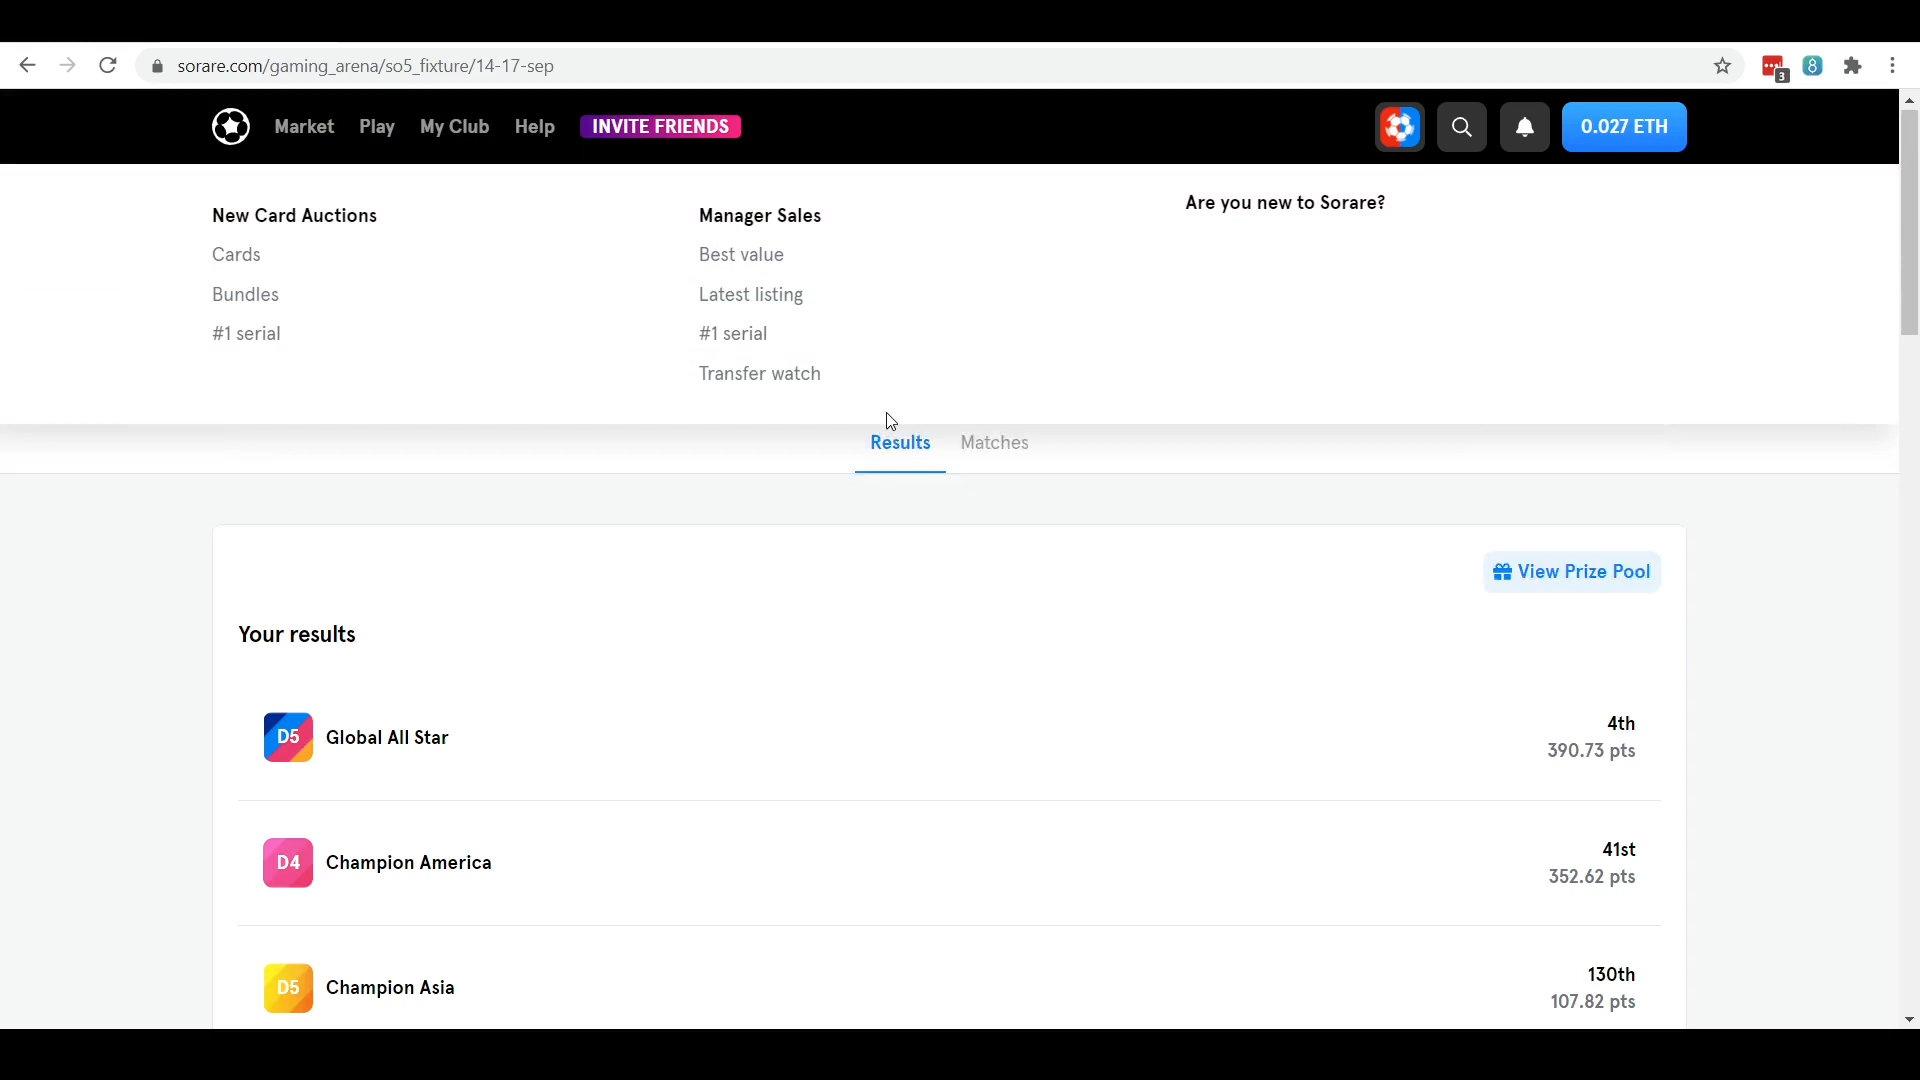 sorare.com/gaming_arena/so5_fixture/14-17-sep
3
8
Market Play My Club Help INVITE FRIENDS
0.027 ETH
New Card Auctions
Cards
Bundles
#1 serial
Manager Sales
Best value
Latest listing
#1 serial
Transfer watch
Are you new to Sorare?
Results Matches
View Prize Pool
Your results
D5 Global All Star
4th
390.73 pts
D4 Champion America
41st
352.62 pts
D5 Champion Asia
130th
107.82 pts